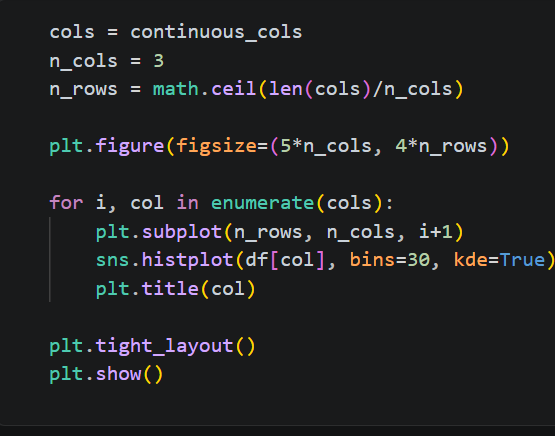 cols = continuous_cols
n_cols = 3
n_rows = math.ceil(len(cols)/n_cols)

plt.figure(figsize=(5*n_cols, 4*n_rows))

for i, col in enumerate(cols):
    plt.subplot(n_rows, n_cols, i+1)
    sns.histplot(df[col], bins=30, kde=True)
    plt.title(col)

plt.tight_layout()
plt.show()